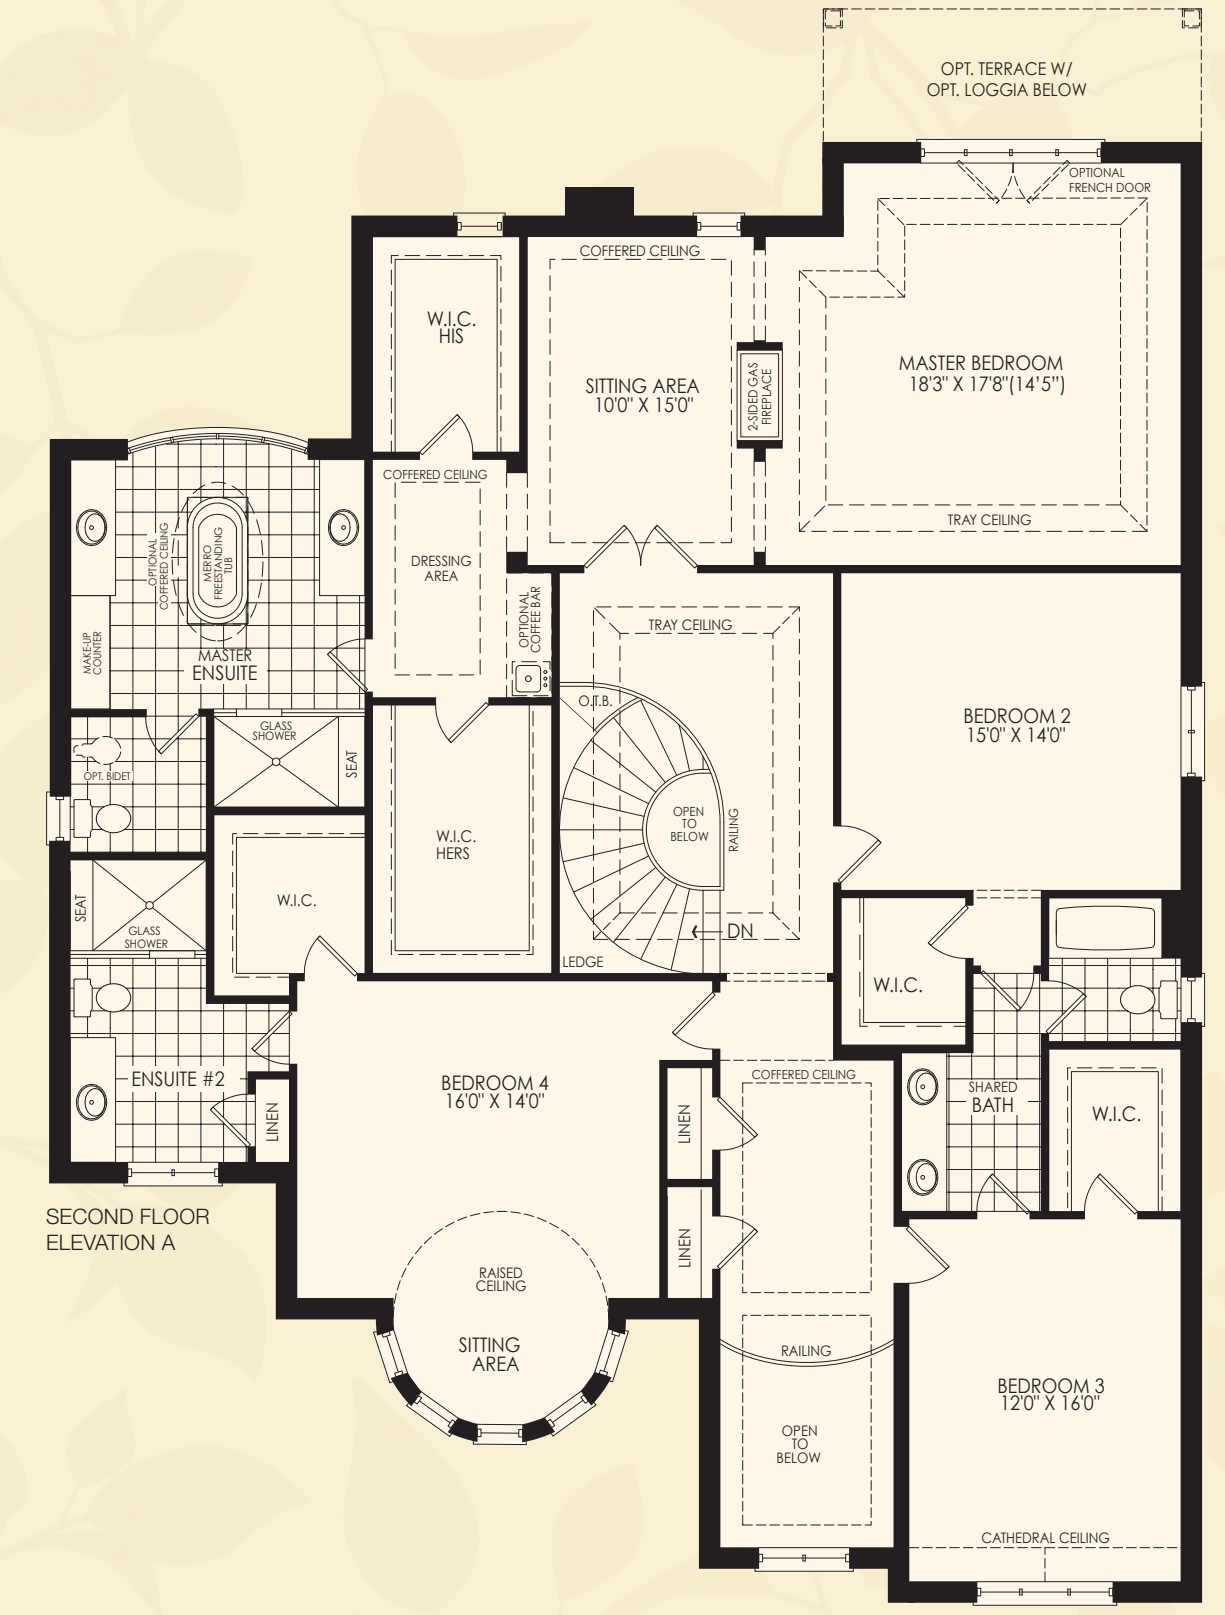 OPT. TERRACE W/
OPT. LOGGIA BELOW
OPTIONAL
FRENCH DOOR
COFFERED CEILING
W.I.C.
HIS
SITTING AREA
10'0" X 15'0"
2-SIDED GAS
FIREPLACE
MASTER BEDROOM
18'3" X 17'8"(14'5")
TRAY CEILING
COFFERED CEILING
DRESSING
AREA
OPTIONAL
COFFEE BAR
OPTIONAL
COFFERED CEILING
MERRO
FREESTANDING
TUB
MAKE-UP
COUNTER
MASTER
ENSUITE
TRAY CEILING
O.T.B.
OPEN
TO
BELOW
RAILING
DN
LEDGE
BEDROOM 2
15'0" X 14'0"
GLASS
SHOWER
SEAT
OPT. BIDET
W.I.C.
HERS
W.I.C.
SEAT
GLASS
SHOWER
W.I.C.
ENSUITE #2
LINEN
BEDROOM 4
16'0" X 14'0"
COFFERED CEILING
LINEN
LINEN
SHARED
BATH
W.I.C.
SECOND FLOOR
ELEVATION A
RAISED
CEILING
SITTING
AREA
RAILING
OPEN
TO
BELOW
BEDROOM 3
12'0" X 16'0"
CATHEDRAL CEILING